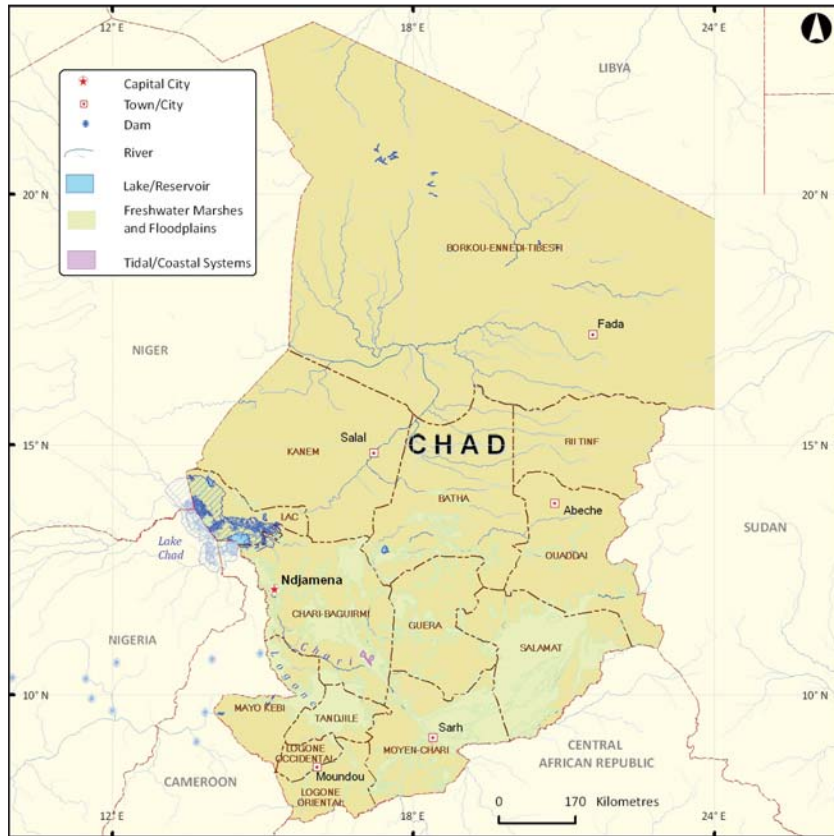 12° E
18° E
24° E
LIBYA
Capital City
Town/City
Dam
River
Lake/Reservoir
Freshwater Marshes
and Floodplains
Tidal/Coastal Systems
20° N
20° N
BORKOU-ENNEDI-TIBESTI
Fada
NIGER
15° N
15° N
Salal
CHAD
KANEM
BILTINE
BATHA
Abeche
LAC
SUDAN
Lake
Chad
OUADDAI
Ndjamena
CHARI-BAGUIRMI
GUERA
NIGERIA
SALAMAT
Chari
Logone
10° N
10° N
MAYO KEBI
TANDJILE
Sarh
MOYEN-CHARI
LOGONE
OCCIDENTAL
CENTRAL
AFRICAN REPUBLIC
CAMEROON
Moundou
LOGONE
ORIENTAL
0 170 Kilometres
12° E
18° E
24° E